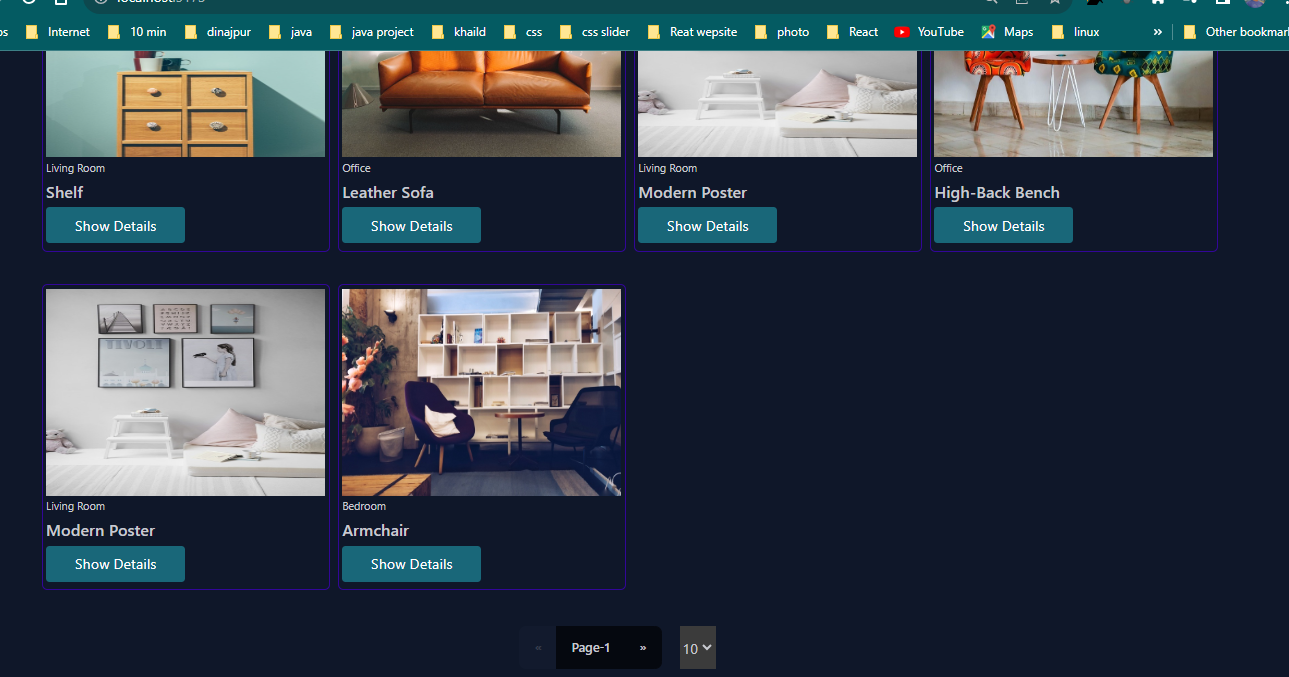 Internet 10 min dinajpur java java project khaild css css slider Reat wepsite photo React YouTube Maps linux » Other bookmar
Living Room Office Living Room Office
Shelf Leather Sofa Modern Poster High-Back Bench
Show Details Show Details Show Details Show Details
TIVOLI
Living Room Bedroom
Modern Poster Armchair
Show Details Show Details
« Page-1 » 10